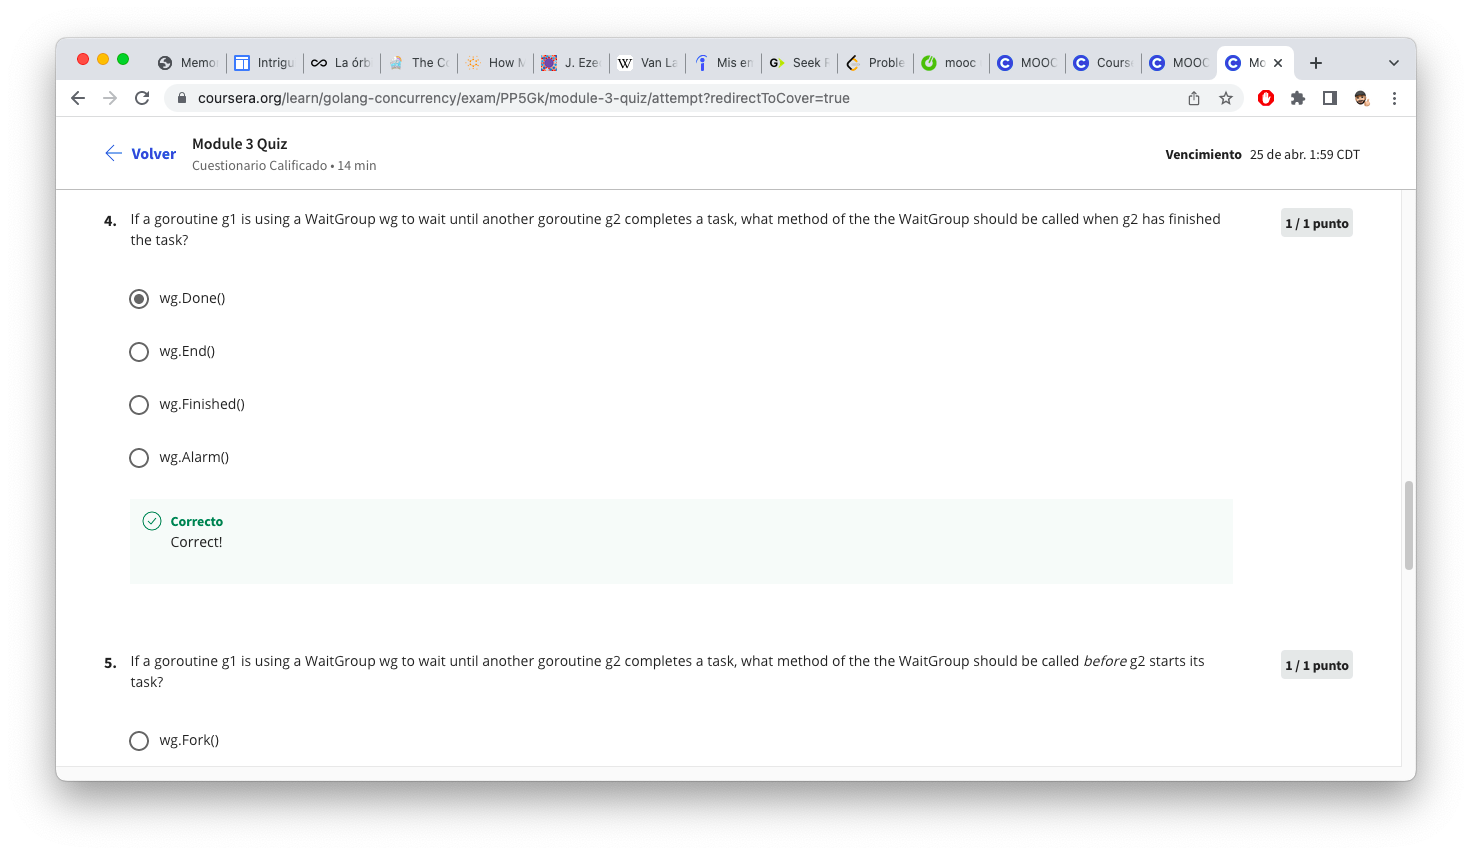 Memo
Intrigu
La órb
The Co
How M
J. Eze
Van La
Mis en
Seek
Proble
mooc
MOOC
Cours
MOOC
Mo
coursera.org/learn/golang-concurrency/exam/PP5Gk/module-3-quiz/attempt?redirectToCover=true
Volver
Module 3 Quiz
Cuestionario Calificado • 14 min
Vencimiento 25 de abr. 1:59 CDT
4. If a goroutine g1 is using a WaitGroup wg to wait until another goroutine g2 completes a task, what method of the the WaitGroup should be called when g2 has finished
the task?
1 / 1 punto
wg.Done()
wg.End()
wg.Finished()
wg.Alarm()
Correcto
Correct!
5. If a goroutine g1 is using a WaitGroup wg to wait until another goroutine g2 completes a task, what method of the the WaitGroup should be called before g2 starts its
task?
1 / 1 punto
wg.Fork()